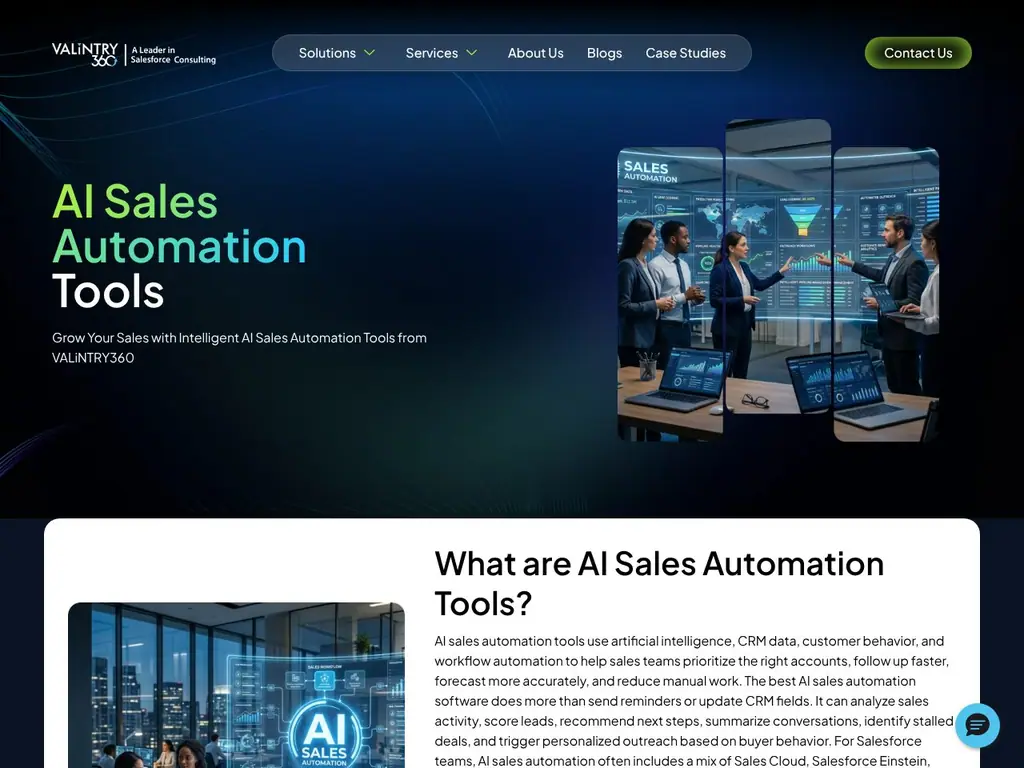 VALiNTRY
360
A Leader in
Salesforce Consulting
Solutions
Services
About Us
Blogs
Case Studies
Contact Us
AI Sales
Automation
Tools
Grow Your Sales with Intelligent AI Sales Automation Tools from
VALiNTRY360
SALES
AUTOMATION
What are AI Sales Automation
Tools?
AI sales automation tools use artificial intelligence, CRM data, customer behavior, and
workflow automation to help sales teams prioritize the right accounts, follow up faster,
forecast more accurately, and reduce manual work. The best AI sales automation
software does more than send reminders or update CRM fields. It can analyze sales
activity, score leads, recommend next steps, summarize conversations, identify stalled
deals, and trigger personalized outreach based on buyer behavior. For Salesforce
teams, AI sales automation often includes a mix of Sales Cloud, Salesforce Einstein,
SALES WORKFLOW
AI
SALES
AUTOMATION